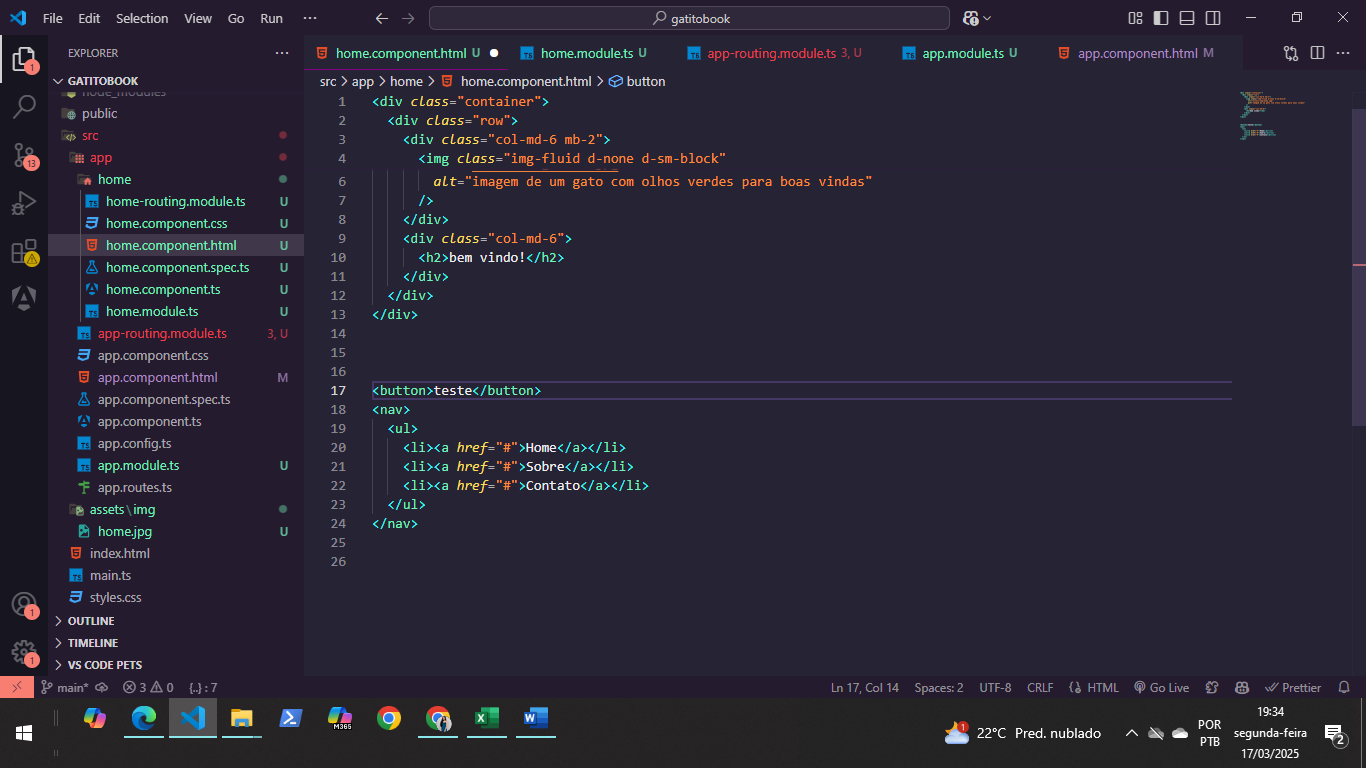 File Edit Selection View Go Run ··· gatitobook
EXPLORER
GATITOBOOK
node_modules
public
src
app
home
home-routing.module.ts U
home.component.css U
home.component.html U
home.component.spec.ts U
home.component.ts U
home.module.ts U
app-routing.module.ts 3, U
app.component.css
app.component.html M
app.component.spec.ts
app.component.ts
app.config.ts
app.module.ts U
app.routes.ts
assets\img
home.jpg U
index.html
main.ts
styles.css
OUTLINE
TIMELINE
VS CODE PETS
1
13
1
1
home.component.html U home.module.ts U app-routing.module.ts 3, U app.module.ts U app.component.html M
src > app > home > home.component.html > button
1 <div class="container">
2 <div class="row">
3 <div class="col-md-6 mb-2">
4 <img class="img-fluid d-none d-sm-block"
6 alt="imagem de um gato com olhos verdes para boas vindas"
7 />
8 </div>
9 <div class="col-md-6">
10 <h2>bem vindo!</h2>
11 </div>
12 </div>
13 </div>
14
15
16
17 <button>teste</button>
18 <nav>
19 <ul>
20 <li><a href="#">Home</a></li>
21 <li><a href="#">Sobre</a></li>
22 <li><a href="#">Contato</a></li>
23 </ul>
24 </nav>
25
26
main* 3 0 {..} : 7 Ln 17, Col 14 Spaces: 2 UTF-8 CRLF HTML Go Live Prettier
M365
1
22°C Pred. nublado
POR
PTB
19:34
segunda-feira
17/03/2025
2